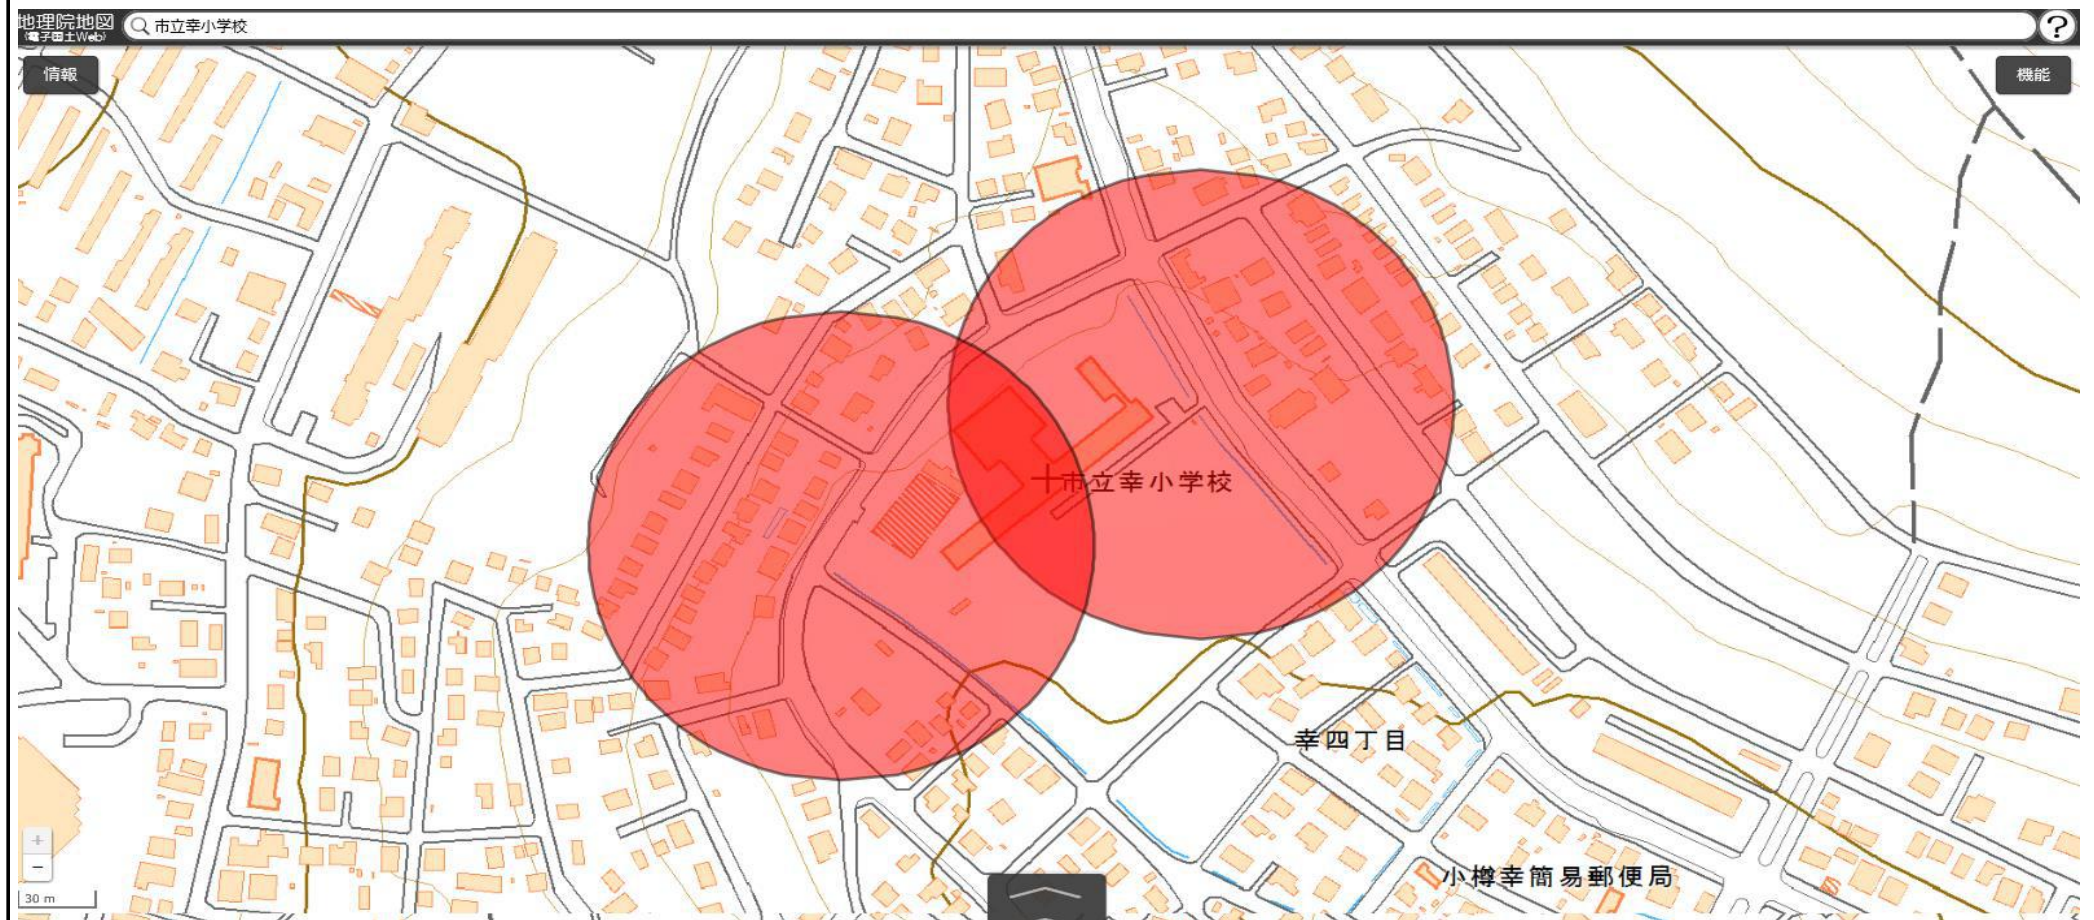 地理院地図
(電子国土Web)
市立幸小学校
?
情報
機能
市立幸小学校
幸四丁目
小樽幸簡易郵便局
+
−
30 m